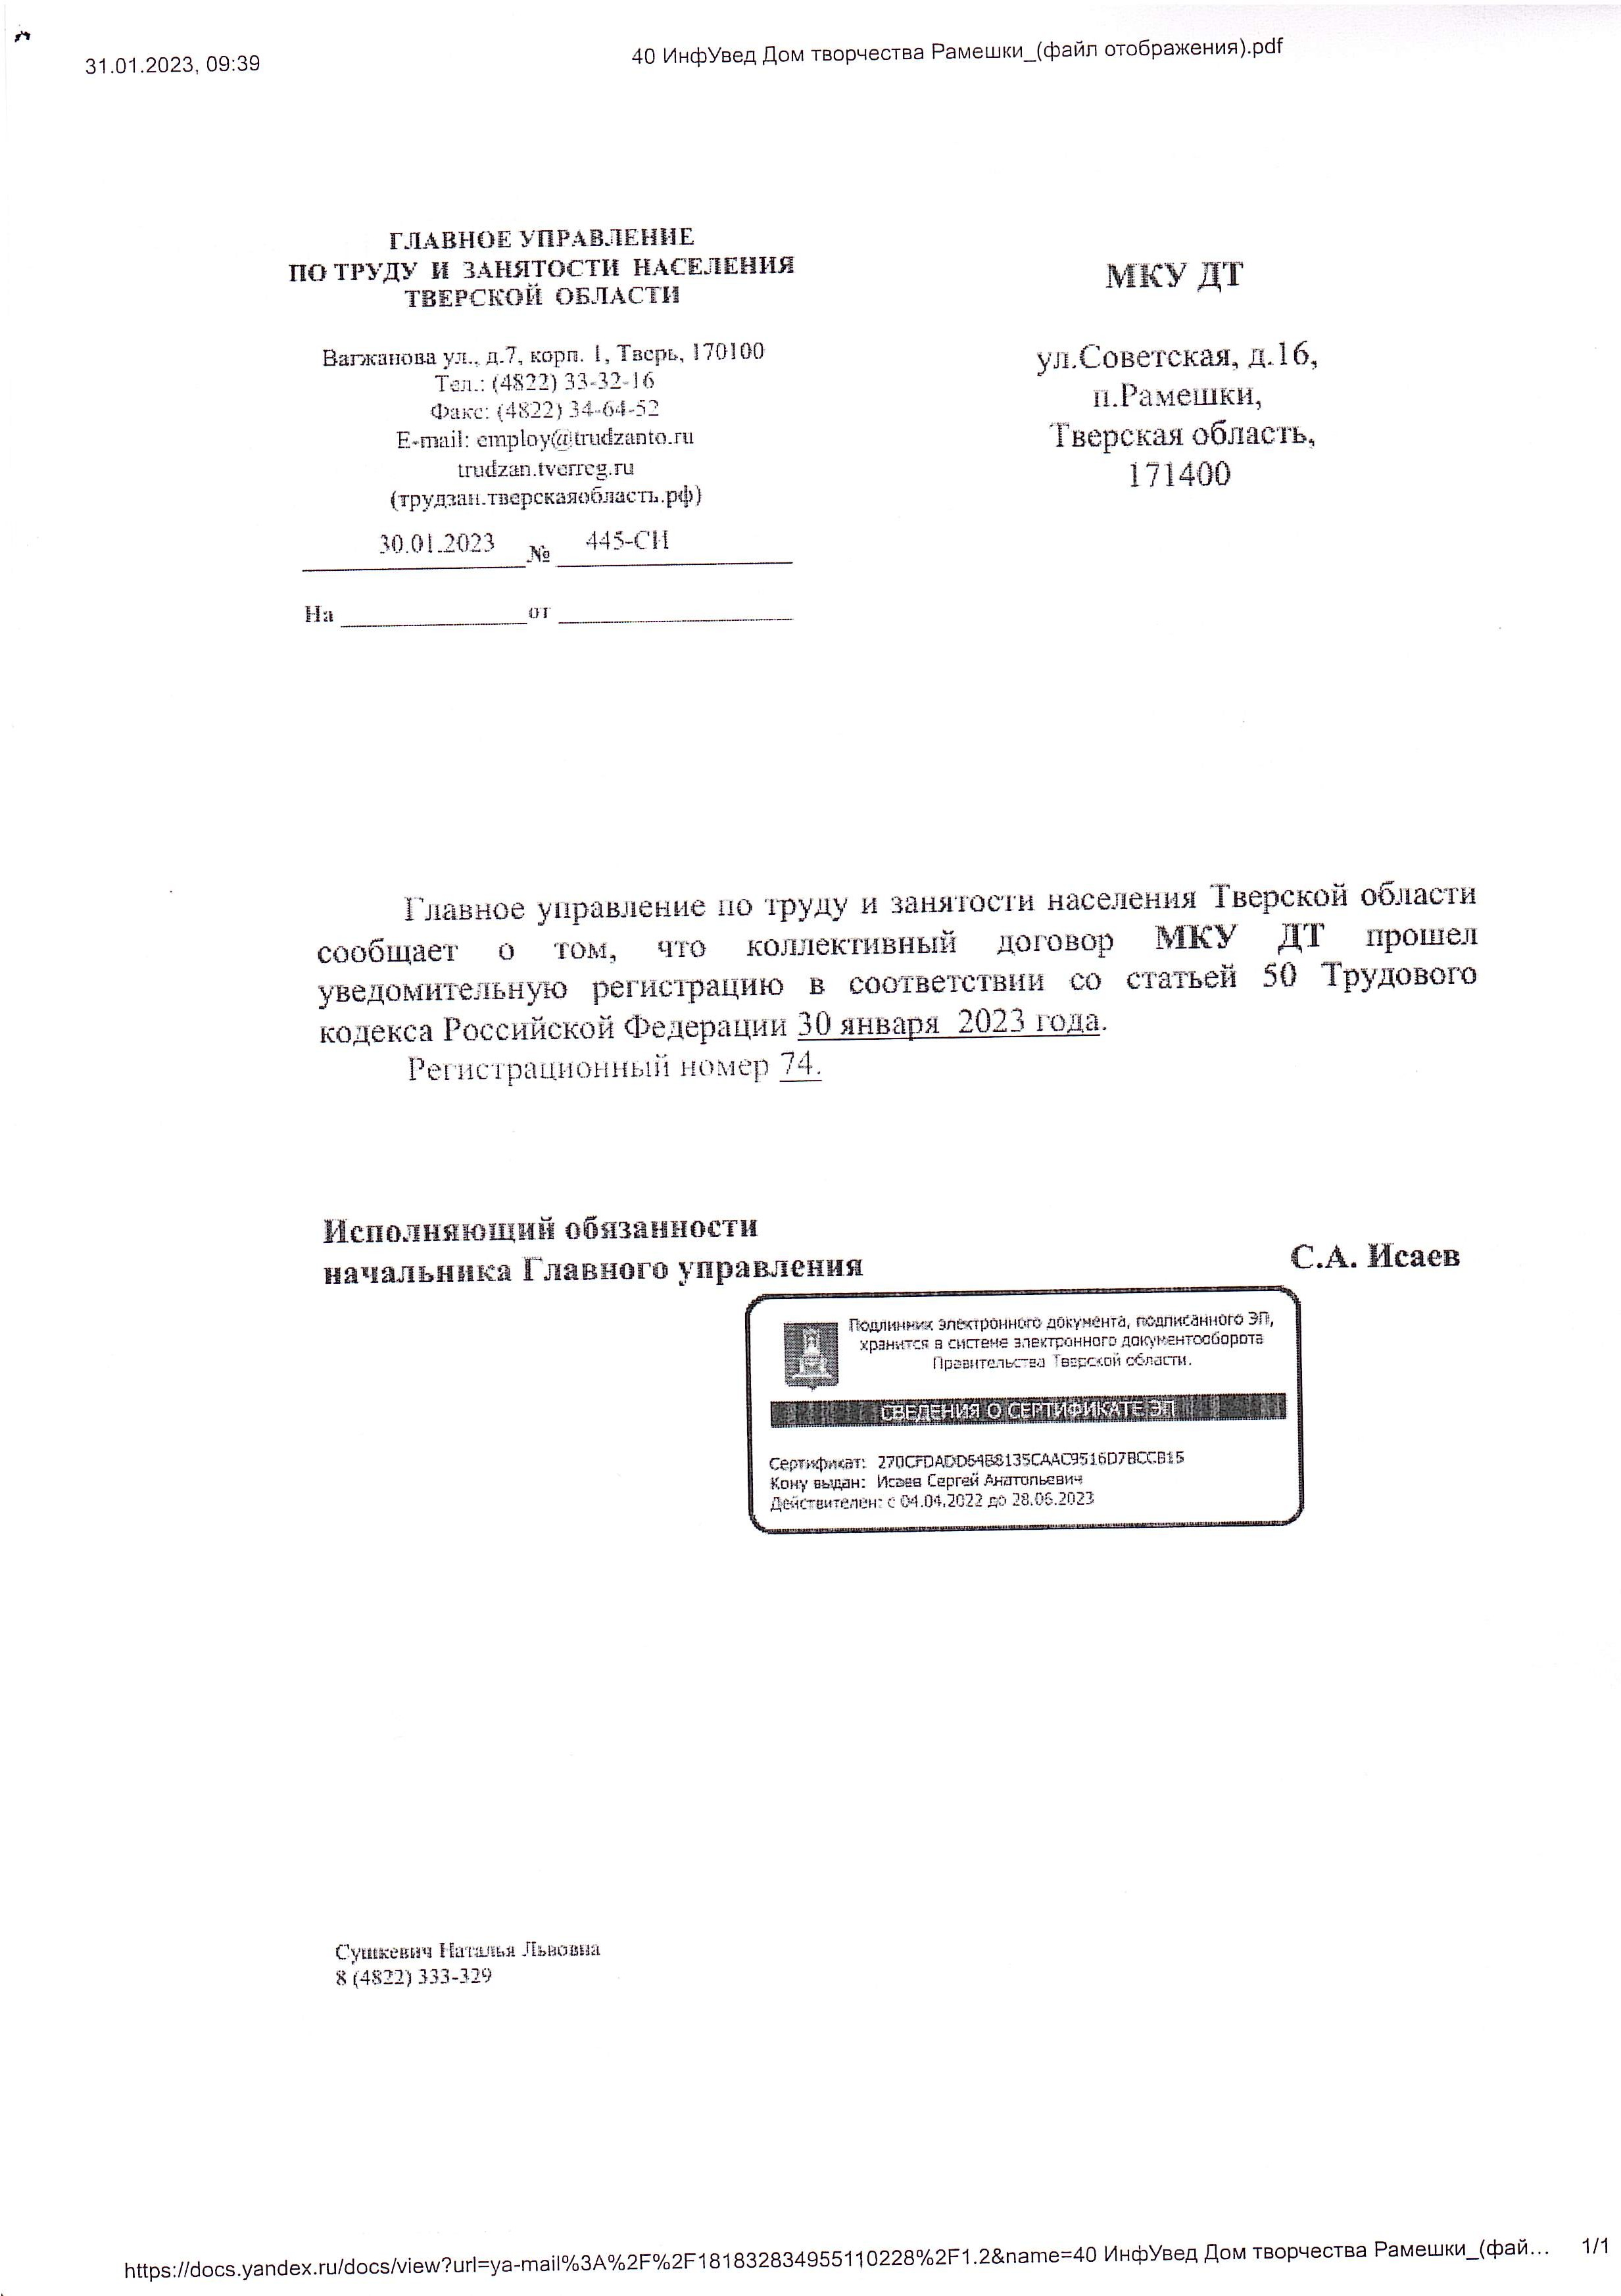 31.01.2023, 09:39
40 ИнфУвед Дом творчества Рамешки_(файл отображения).pdf
ГЛАВНОЕ УПРАВЛЕНИЕ
ПО ТРУДУ И ЗАНЯТОСТИ НАСЕЛЕНИЯ
ТВЕРСКОЙ ОБЛАСТИ
Вагжанова ул., д.7, корп. 1, Тверь, 170100
Тел.: (4822) 33-32-16
Факс: (4822) 34-64-52
E-mail: employ@trudzanto.ru
trudzan.tverreg.ru
(трудзан.тверскаяобласть.рф)
30.01.2023 № 445-СН
На от
МКУ ДТ
ул.Советская, д.16,
п.Рамешки,
Тверская область,
171400
Главное управление по труду и занятости населения Тверской области
сообщает о том, что коллективный договор МКУ ДТ прошел
уведомительную регистрацию в соответствии со статьей 50 Трудового
кодекса Российской Федерации 30 января 2023 года.
Регистрационный номер 74.
Исполняющий обязанности
начальника Главного управления
С.А. Исаев
Подлинник электронного документа, подписанного ЭП,
хранится в системе электронного документооборота
Правительства Тверской области.
СВЕДЕНИЯ О СЕРТИФИКАТЕ ЭП
Сертификат:
Кому выдан: Исаев Сергей Анатольевич
Действителен: с 04.04.2022 до 28.06.2023
Сушкевич Наталья Львовна
8 (4822) 333-329
https://docs.yandex.ru/docs/view?url=ya-mail%3A%2F%2F181832834955110228%2F1.2&name=40 ИнфУвед Дом творчества Рамешки_(фай... 1/1